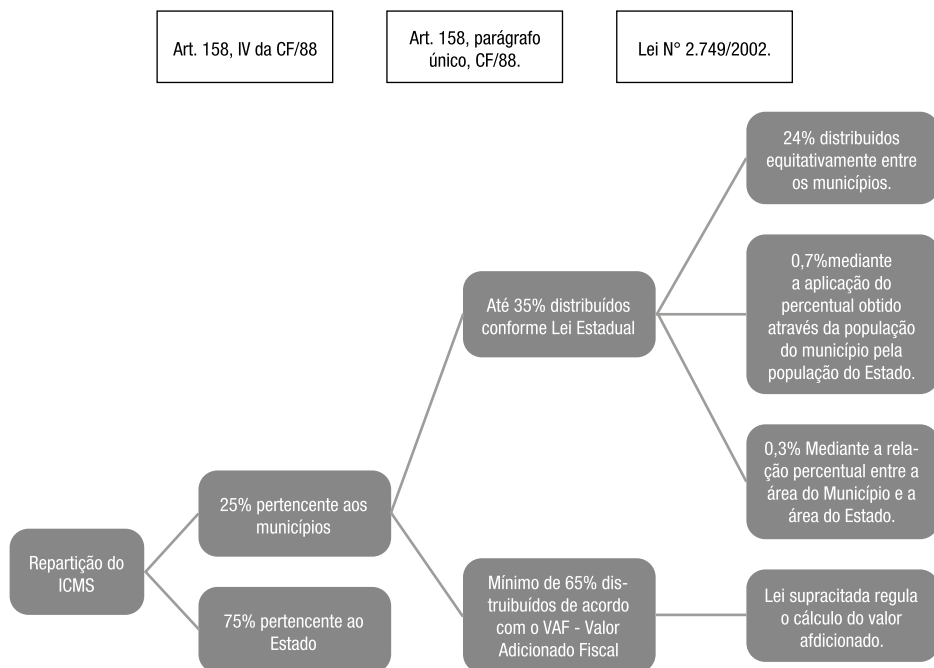 Art. 158, IV da CF/88
Art. 158, parágrafo
único, CF/88.
Lei N° 2.749/2002.
24% distribuidos
equitativamente entre
os municípios.
0,7%mediante
a aplicação do
percentual obtido
através da população
do município pela
população do Estado.
Até 35% distribuídos
conforme Lei Estadual
0,3% Mediante a rela-
ção percentual entre a
área do Município e a
área do Estado.
25% pertencente aos
municípios
Repartição do
ICMS
Mínimo de 65% dis-
truibuídos de acordo
com o VAF - Valor
Adicionado Fiscal
Lei supracitada regula
o cálculo do valor
afdicionado.
75% pertencente ao
Estado